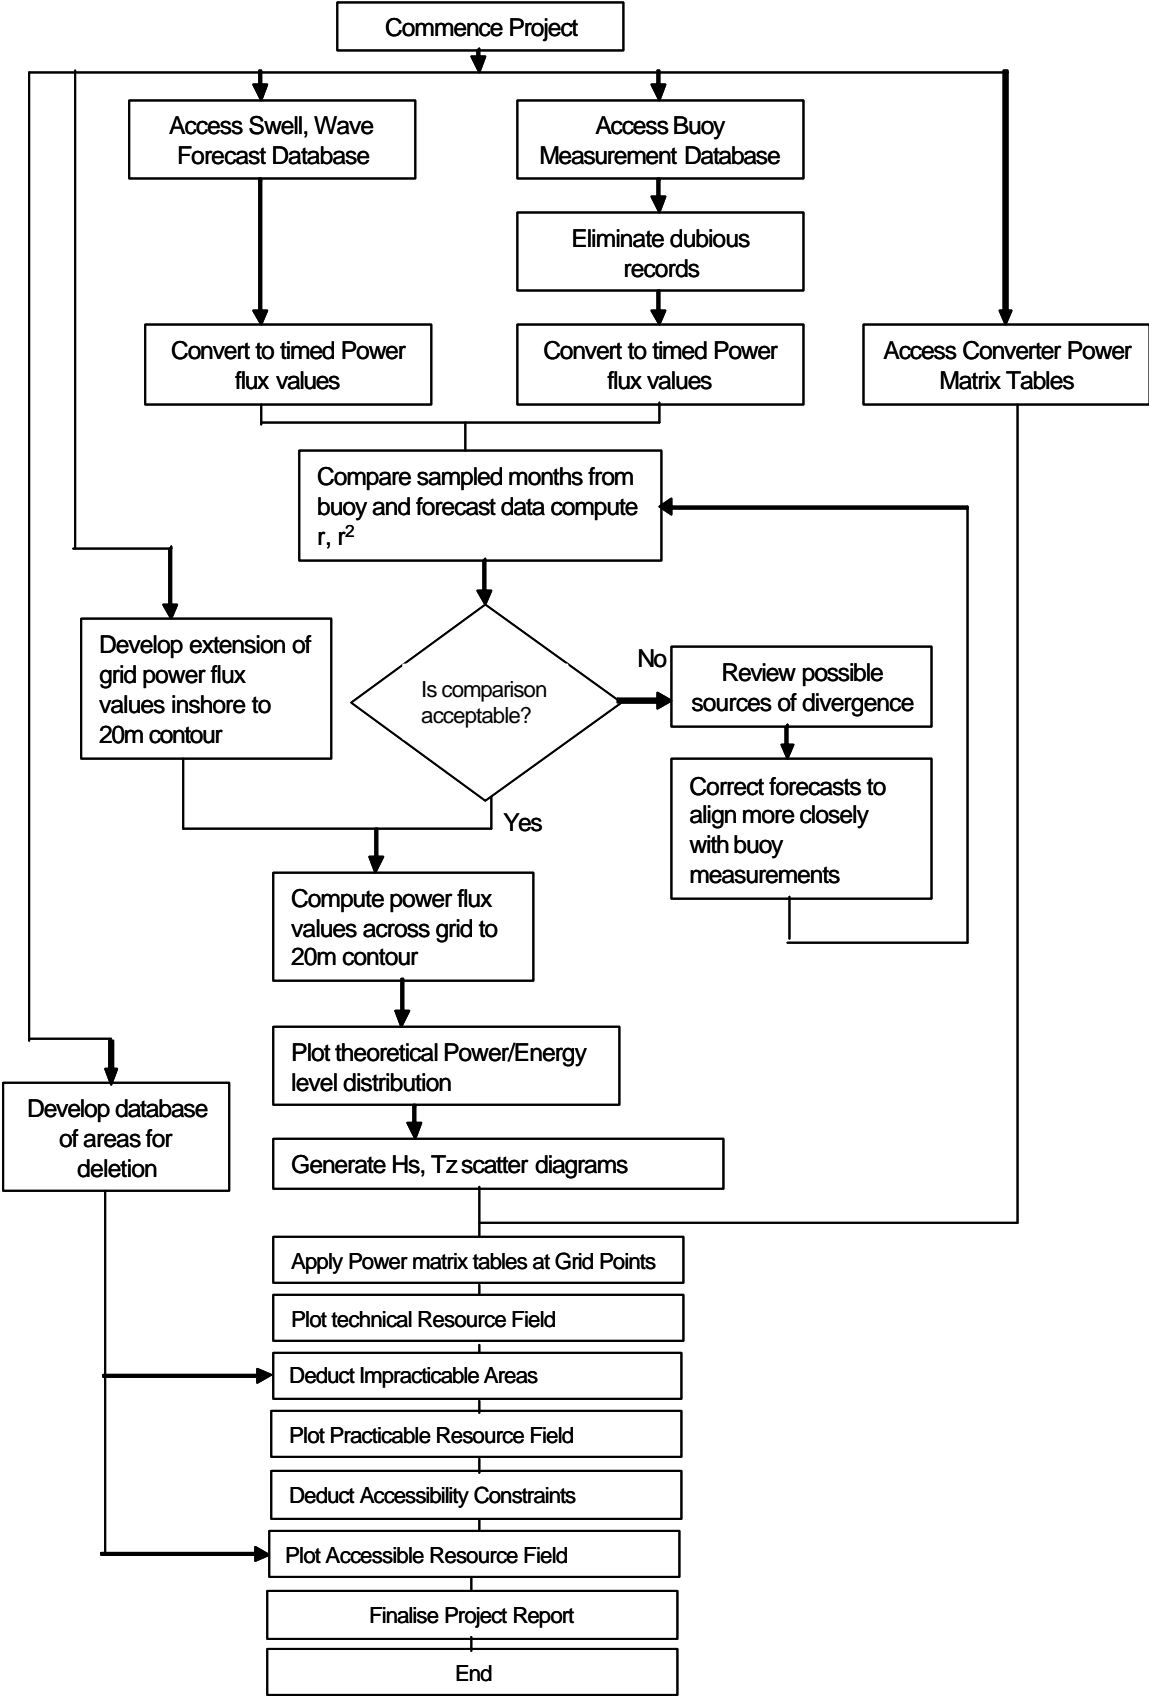 Commence Project
Access Swell, Wave
Forecast Database
Access Buoy
Measurement Database
Eliminate dubious
records
Convert to timed Power
flux values
Convert to timed Power
flux values
Access Converter Power
Matrix Tables
Compare sampled months from
buoy and forecast data compute
r, r²
Develop extension of
grid power flux
values inshore to
20m contour
Is comparison
acceptable?
No
Review possible
sources of divergence
Correct forecasts to
align more closely
with buoy
measurements
Yes
Compute power flux
values across grid to
20m contour
Plot theoretical Power/Energy
level distribution
Develop database
of areas for
deletion
Generate Hs, Tz scatter diagrams
Apply Power matrix tables at Grid Points
Plot technical Resource Field
Deduct Impracticable Areas
Plot Practicable Resource Field
Deduct Accessibility Constraints
Plot Accessible Resource Field
Finalise Project Report
End